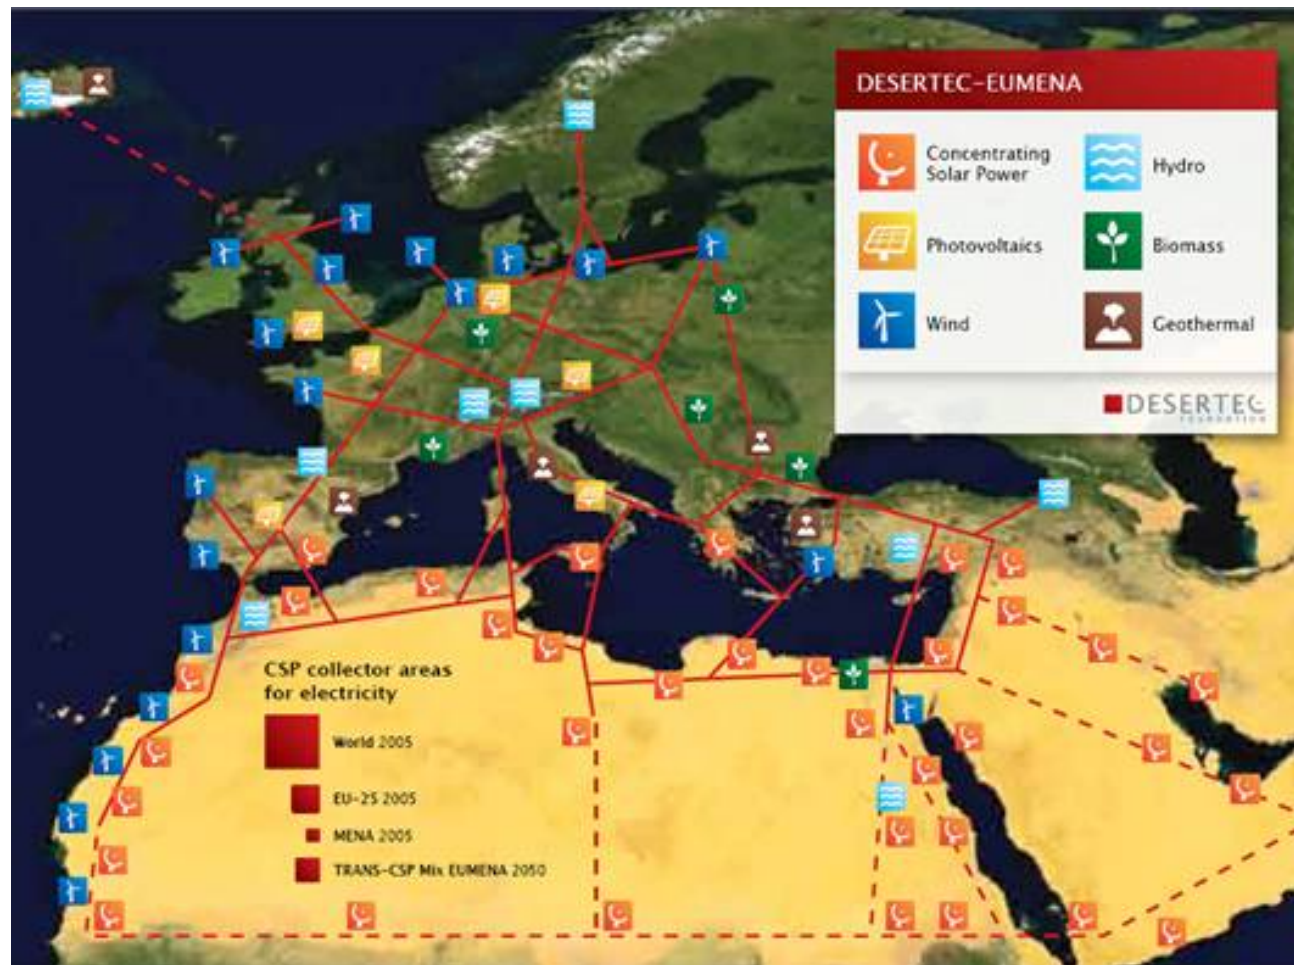 DESERTEC-EUMENA
Concentrating
Solar Power
Hydro
Photovoltaics
Biomass
Wind
Geothermal
DESERTEC
FOUNDATION
CSP collector areas
for electricity
World 2005
EU-25 2005
MENA 2005
TRANS-CSP Mix EUMENA 2050